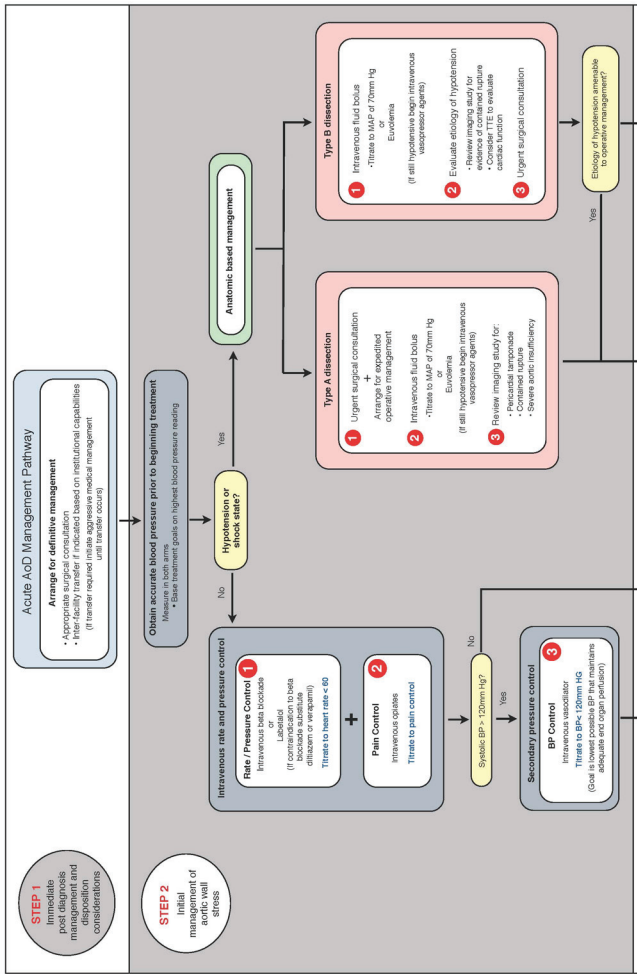 Acute AoD Management Pathway
STEP 1
Immediate
post diagnosis
management and
disposition
considerations
Arrange for definitive management
• Appropriate surgical consultation
• Inter-facility transfer if indicated based on institutional capabilities
(If transfer required initiate aggressive medical management
until transfer occurs)
STEP 2
Initial
management of
aortic wall
stress
Obtain accurate blood pressure prior to beginning treatment
Measure in both arms
• Base treatment goals on highest blood pressure reading
Hypotension or
shock state?
No
Yes
Intravenous rate and pressure control
1
Rate / Pressure Control
Intravenous beta blockade
or
Labetalol
(If contraindication to beta
blockade substitute
diltiazem or verapamil)
Titrate to heart rate < 60
+
2
Pain Control
Intravenous opiates
Titrate to pain control
Systolic BP > 120mm Hg?
No
Yes
Secondary pressure control
3
BP Control
Intravenous vasodilator
Titrate to BP< 120mm HG
(Goal is lowest possible BP that maintains
adequate end organ perfusion)
Anatomic based management
Type A dissection
1 Urgent surgical consultation
+
Arrange for expedited
operative management
2 Intravenous fluid bolus
•Titrate to MAP of 70mm Hg
or
Euvolemia
(If still hypotensive begin intravenous
vasopressor agents)
3 Review imaging study for:
• Pericardial tamponade
• Contained rupture
• Severe aortic insufficiency
Type B dissection
1 Intravenous fluid bolus
•Titrate to MAP of 70mm Hg
or
Euvolemia
(If still hypotensive begin intravenous
vasopressor agents)
2 Evaluate etiology of hypotension
• Review imaging study for
evidence of contained rupture
• Consider TTE to evaluate
cardiac function
3 Urgent surgical consultation
Etiology of hypotension amenable
to operative management?
Yes